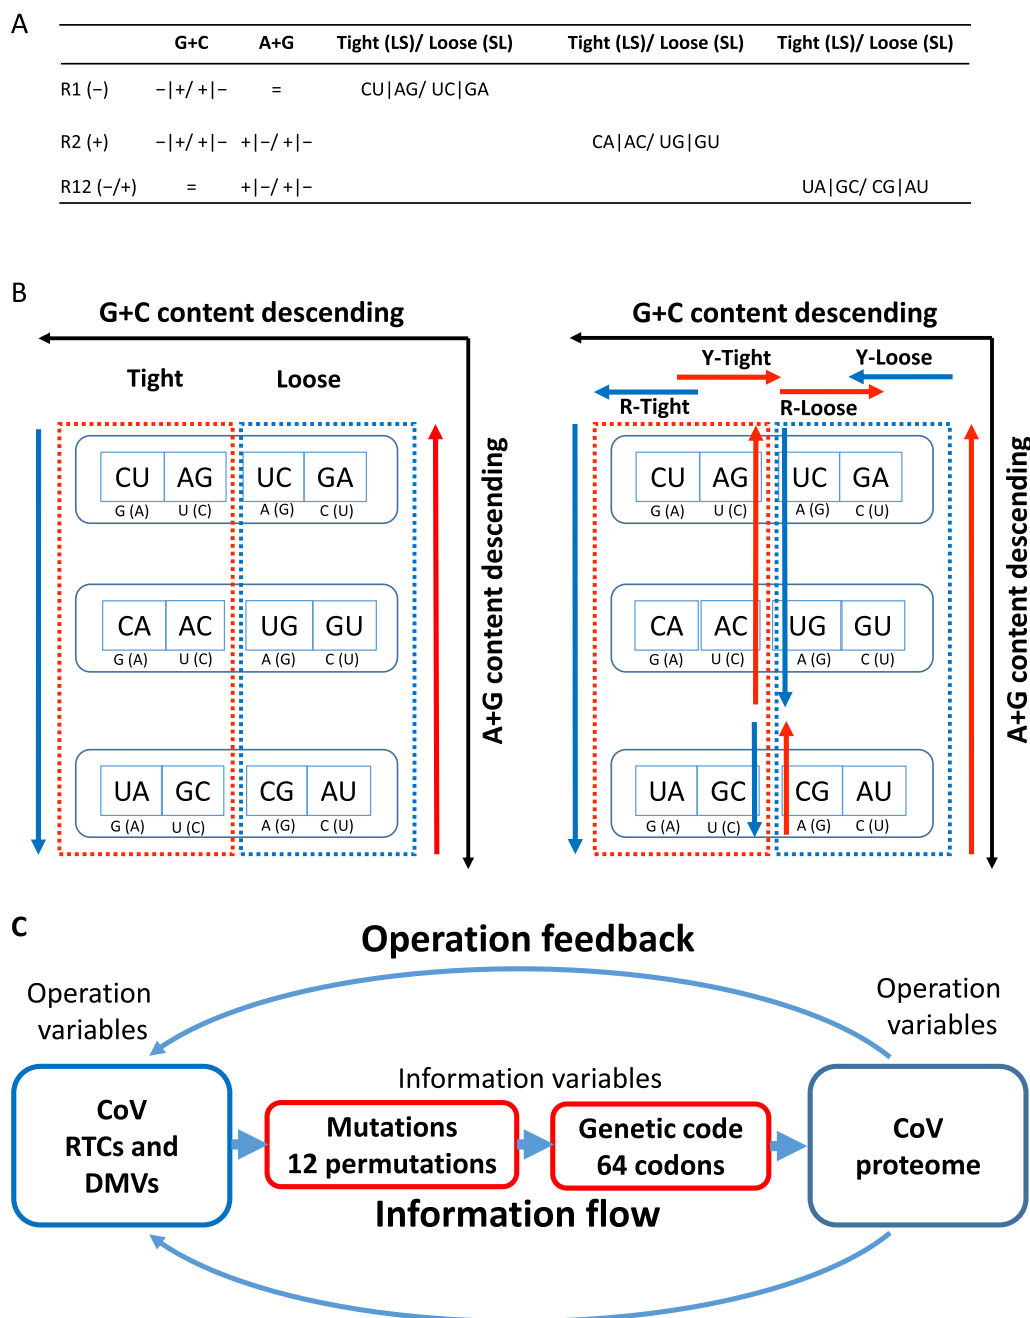 A
G+C A+G Tight (LS)/ Loose (SL) Tight (LS)/ Loose (SL) Tight (LS)/ Loose (SL)
R1 (−) −|+/ +|− = CU|AG/ UC|GA
R2 (+) −|+/ +|− +|−/ +|− CA|AC/ UG|GU
R12 (−/+) = +|−/ +|− UA|GC/ CG|AU
B
G+C content descending
Tight Loose
CU AG UC GA
G (A) U (C) A (G) C (U)
CA AC UG GU
G (A) U (C) A (G) C (U)
UA GC CG AU
G (A) U (C) A (G) C (U)
A+G content descending
G+C content descending
Y-Tight Y-Loose
R-Tight R-Loose
CU AG UC GA
G (A) U (C) A (G) C (U)
CA AC UG GU
G (A) U (C) A (G) C (U)
UA GC CG AU
G (A) U (C) A (G) C (U)
A+G content descending
C
Operation feedback
Operation
variables
Operation
variables
Information variables
CoV
RTCs and
DMVs
Mutations
12 permutations
Genetic code
64 codons
CoV
proteome
Information flow